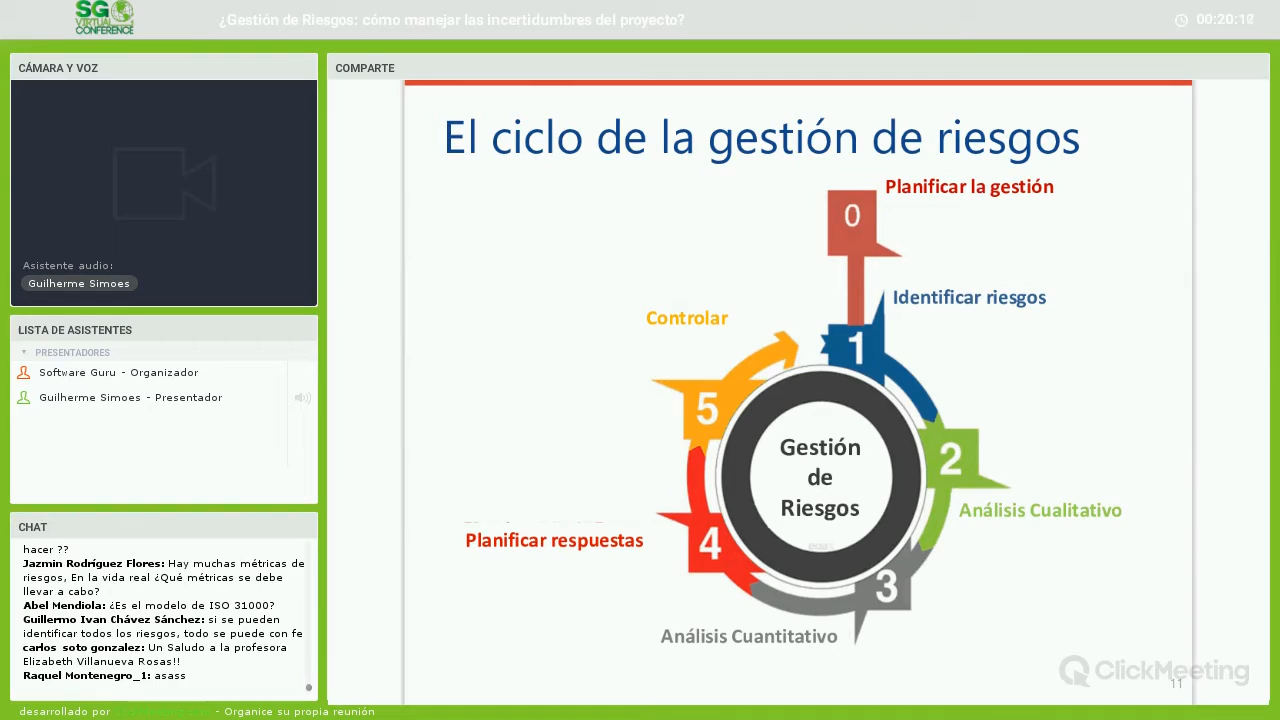 SG
VIRTUAL
CONFERENCE
¿Gestión de Riesgos: cómo manejar las incertidumbres del proyecto?
CÁMARA Y VOZ
Asistente audio:
Guilherme Simoes
LISTA DE ASISTENTES
PRESENTADORES
Software Guru - Organizador
Guilherme Simoes - Presentador
CHAT
hacer ??
Jazmin Rodríguez Flores: Hay muchas métricas de
riesgos, En la vida real ¿Qué métricas se debe
llevar a cabo?
Abel Mendiola: ¿Es el modelo de ISO 31000?
Guillermo Ivan Chávez Sánchez: si se pueden
identificar todos los riesgos, todo se puede con fe
carlos soto gonzalez: Un Saludo a la profesora
Elizabeth Villanueva Rosas!!
Raquel Montenegro_1: asass
desarrollado por
- Organice su propia reunión
COMPARTE
El ciclo de la gestión de riesgos
Planificar la gestión
0
Identificar riesgos
1
Controlar
5
2
Análisis Cualitativo
Gestión
de
Riesgos
Planificar respuestas
4
3
Análisis Cuantitativo
ClickMeeting
11